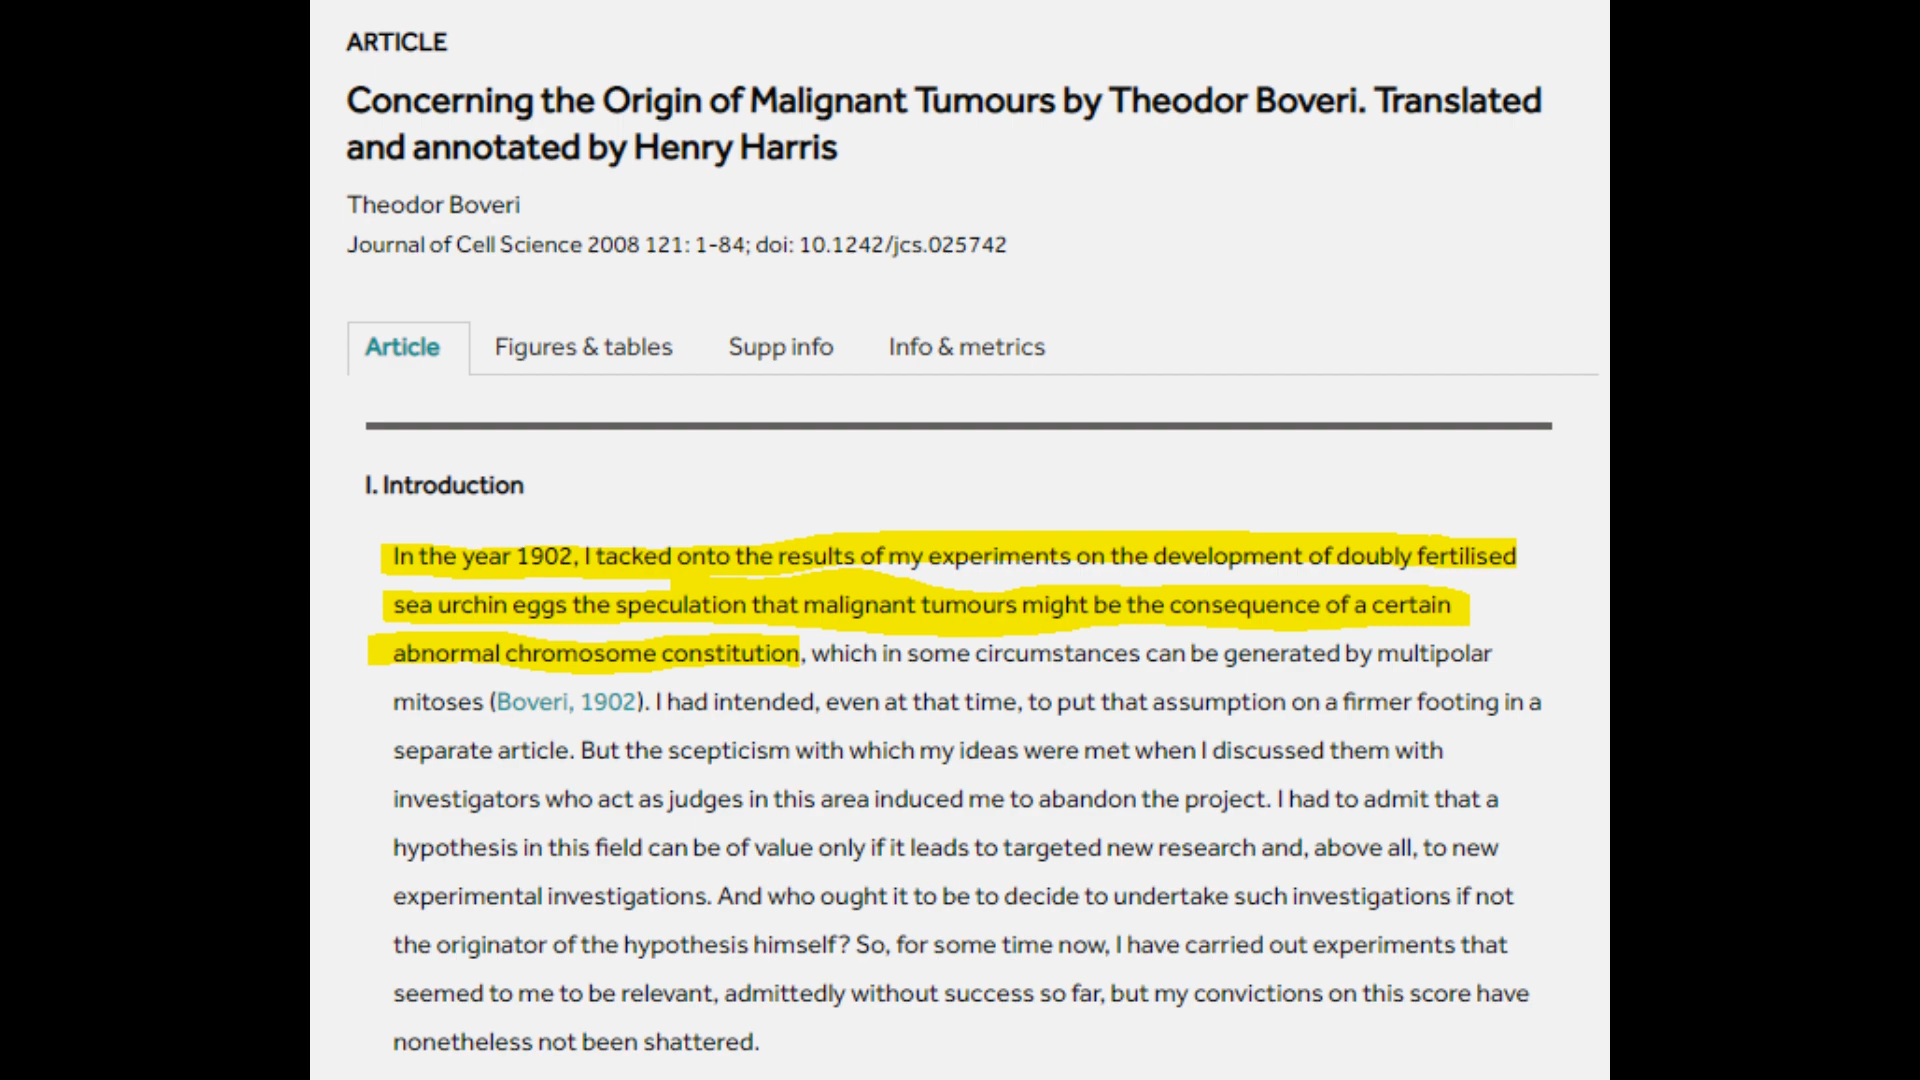 ARTICLE
Concerning the Origin of Malignant Tumours by Theodor Boveri. Translated
and annotated by Henry Harris
Theodor Boveri
Journal of Cell Science 2008 121: 1-84; doi: 10.1242/jcs.025742
Article Figures & tables Supp info Info & metrics
I. Introduction
In the year 1902, I tacked onto the results of my experiments on the development of doubly fertilised
sea urchin eggs the speculation that malignant tumours might be the consequence of a certain
abnormal chromosome constitution, which in some circumstances can be generated by multipolar
mitoses (Boveri, 1902). I had intended, even at that time, to put that assumption on a firmer footing in a
separate article. But the scepticism with which my ideas were met when I discussed them with
investigators who act as judges in this area induced me to abandon the project. I had to admit that a
hypothesis in this field can be of value only if it leads to targeted new research and, above all, to new
experimental investigations. And who ought it to be to decide to undertake such investigations if not
the originator of the hypothesis himself? So, for some time now, I have carried out experiments that
seemed to me to be relevant, admittedly without success so far, but my convictions on this score have
nonetheless not been shattered.